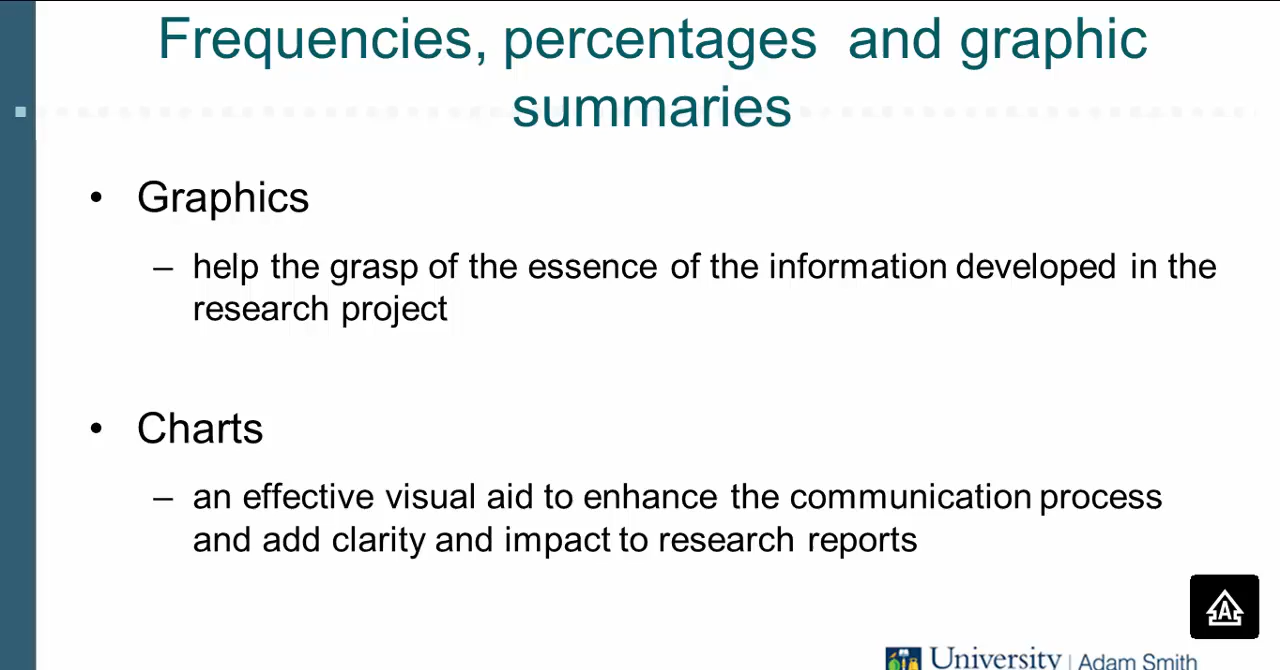 Frequencies, percentages and graphic
summaries
• Graphics
– help the grasp of the essence of the information developed in the
research project
• Charts
– an effective visual aid to enhance the communication process
and add clarity and impact to research reports
A
University | Adam Smith